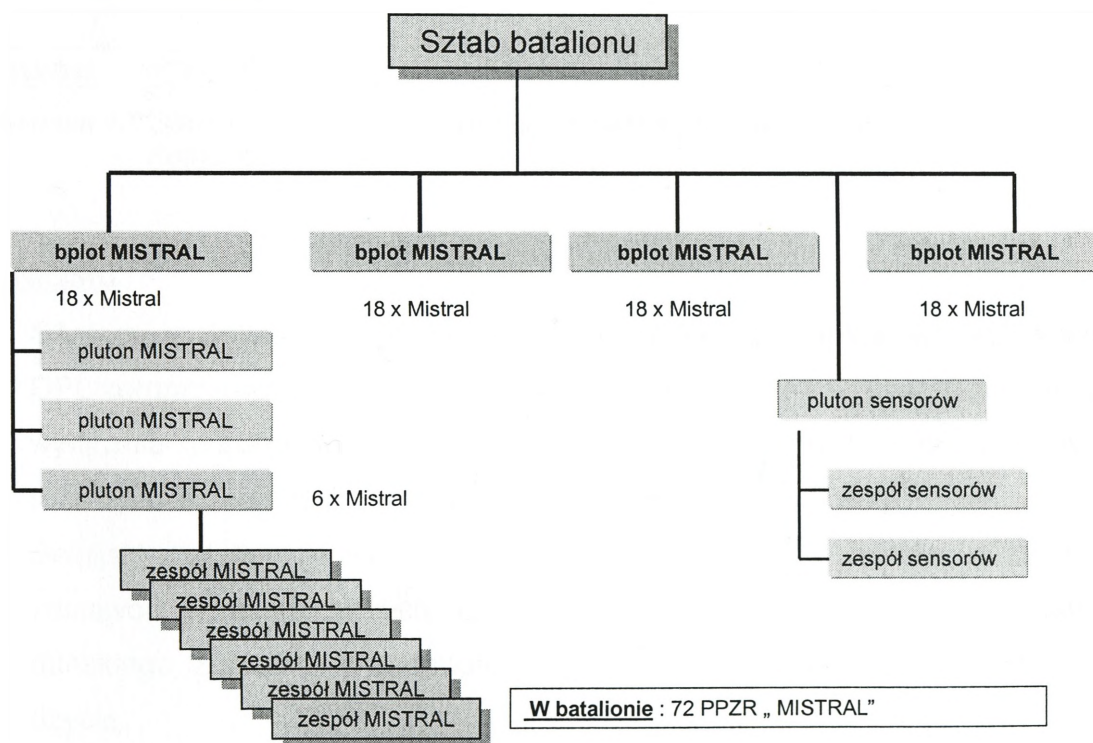 Sztab batalionu
bplot MISTRAL
bplot MISTRAL
bplot MISTRAL
bplot MISTRAL
18 x Mistral
18 x Mistral
18 x Mistral
18 x Mistral
pluton MISTRAL
pluton MISTRAL
pluton MISTRAL
6 x Mistral
pluton sensorów
zespół sensorów
zespół sensorów
zespół MISTRAL
zespół MISTRAL
zespół MISTRAL
zespół MISTRAL
zespół MISTRAL
zespół MISTRAL
W batalionie : 72 PPZR „ MISTRAL”